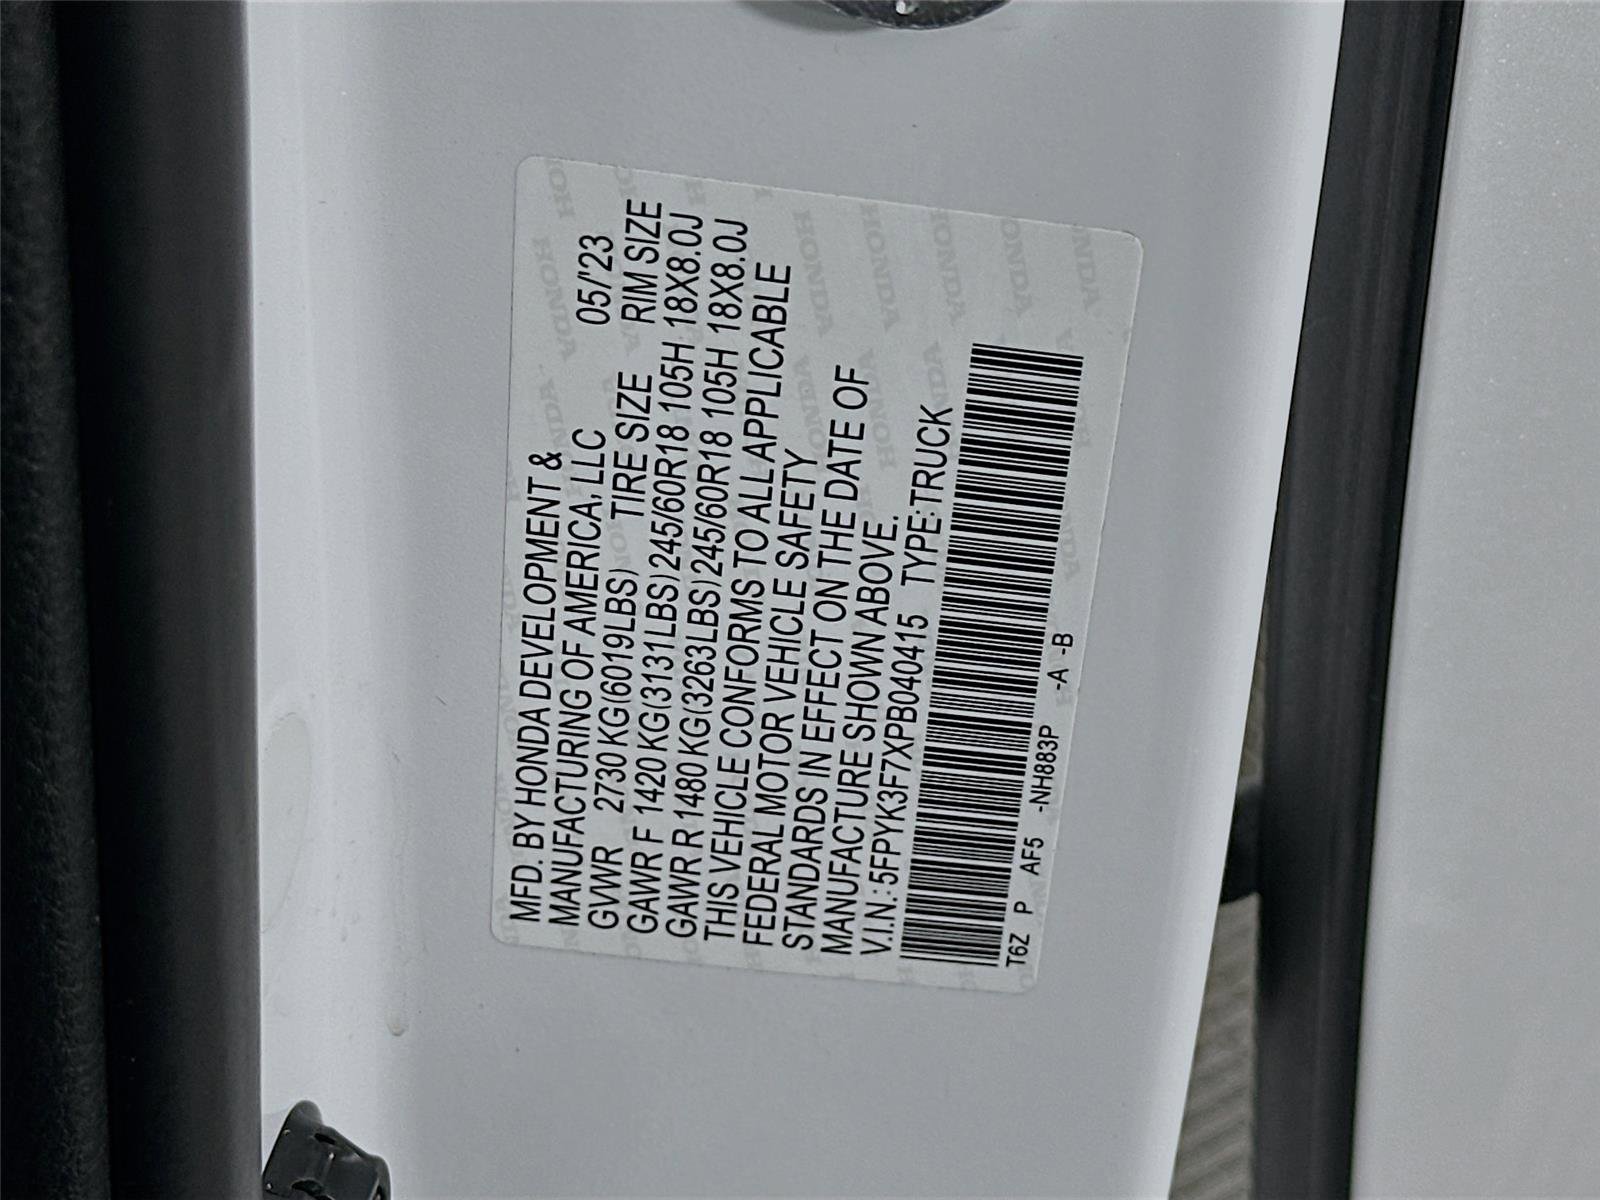 MFD. BY HONDA DEVELOPMENT &
MANUFACTURING OF AMERICA, LLC 05/'23
GVWR 2730 KG(6019LBS) TIRE SIZE RIM SIZE
GAWR F 1420 KG(3131LBS) 245/60R18 105H 18X8.0J
GAWR R 1480 KG(3263LBS) 245/60R18 105H 18X8.0J
THIS VEHICLE CONFORMS TO ALL APPLICABLE
FEDERAL MOTOR VEHICLE SAFETY
STANDARDS IN EFFECT ON THE DATE OF
MANUFACTURE SHOWN ABOVE.
V.I.N.: 5FPYK3F7XPB040415 TYPE:TRUCK
T6Z P AF5 -NH883P -A -B